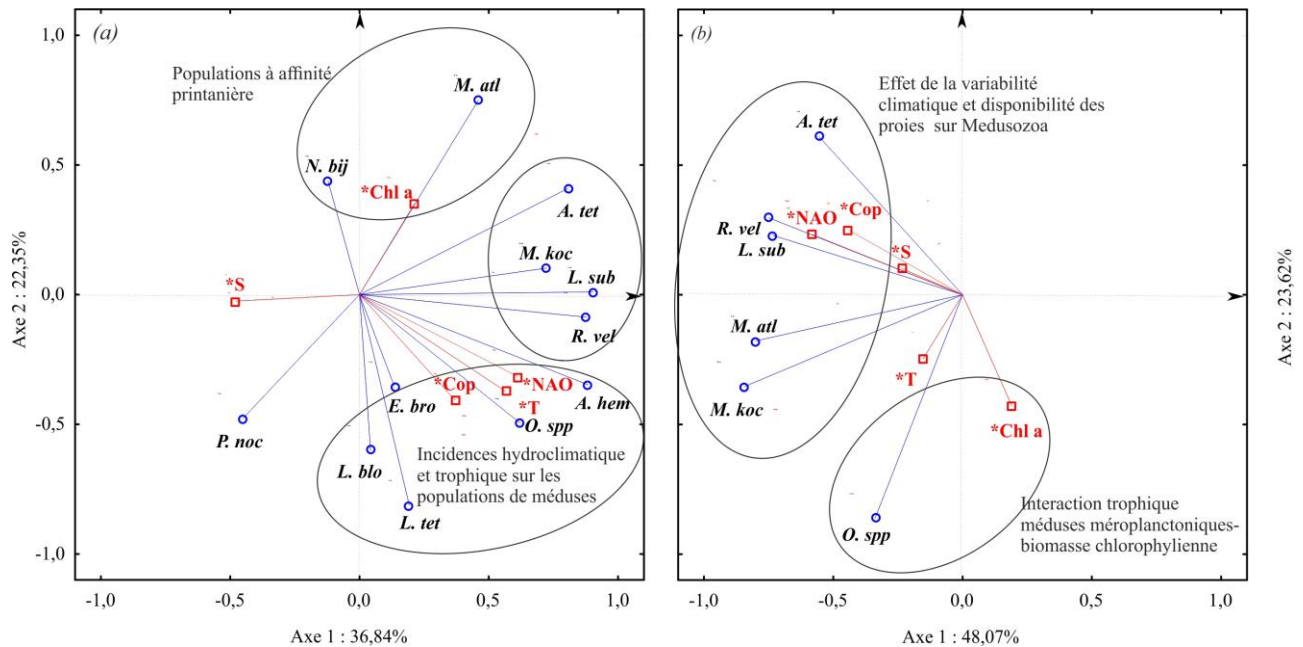 (a)
1,0
0,5
0,0
-0,5
-1,0
Axe 2 : 22,35%
Populations à affinité
printanière
M. atl
N. bij
*Chl a
A. tet
M. koc
L. sub
R. vel
*S
*Cop
*NAO
*T
E. bro
A. hem
O. spp
P. noc
L. blo
L. tet
Incidences hydroclimatique
et trophique sur les
populations de méduses
-1,0
-0,5
0,0
0,5
1,0
Axe 1 : 36,84%
(b)
Effet de la variabilité
climatique et disponibilité des
proies sur Medusozoa
A. tet
*NAO
*Cop
R. vel
L. sub
*S
M. atl
M. koc
*T
*Chl a
O. spp
Interaction trophique
méduses méroplanctoniques-
biomasse chlorophylienne
-1,0
-0,5
0,0
0,5
1,0
Axe 1 : 48,07%
Axe 2 : 23,62%